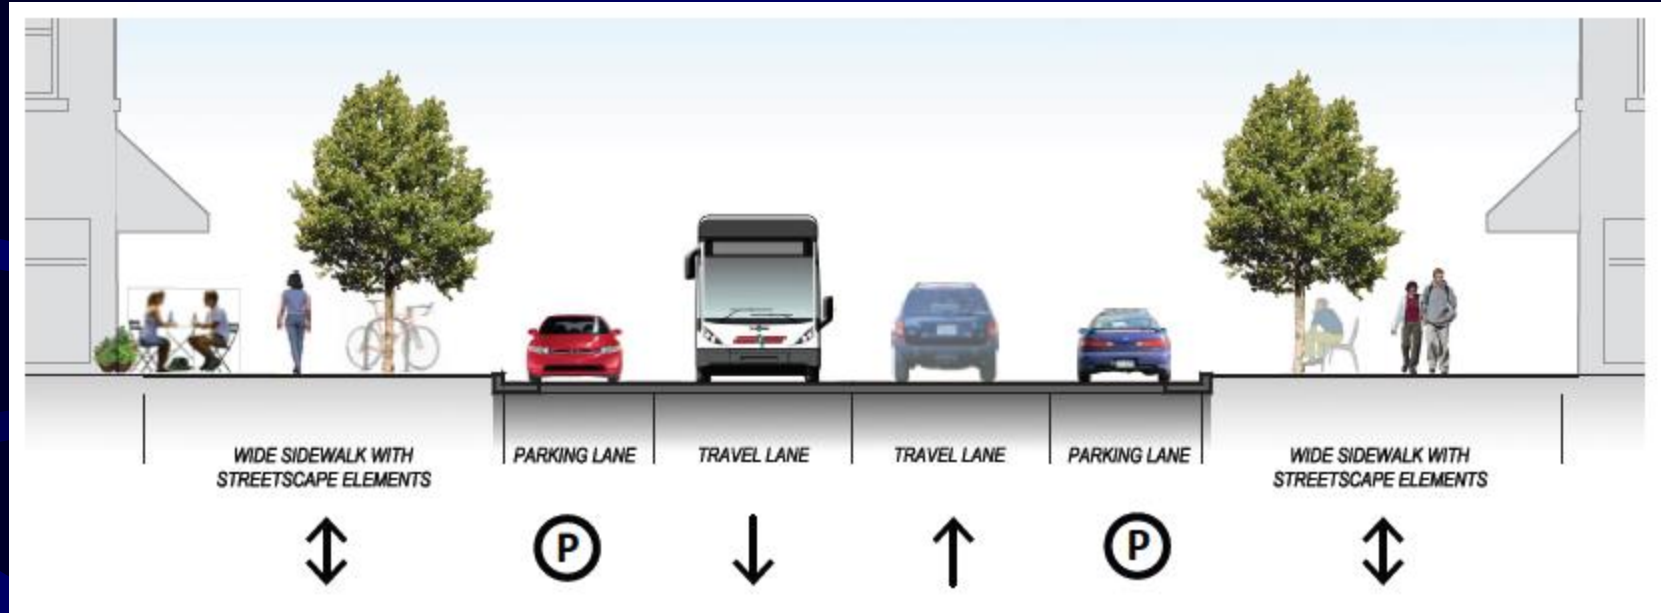 WIDE SIDEWALK WITH
STREETSCAPE ELEMENTS
PARKING LANE
TRAVEL LANE
TRAVEL LANE
PARKING LANE
WIDE SIDEWALK WITH
STREETSCAPE ELEMENTS
P
P